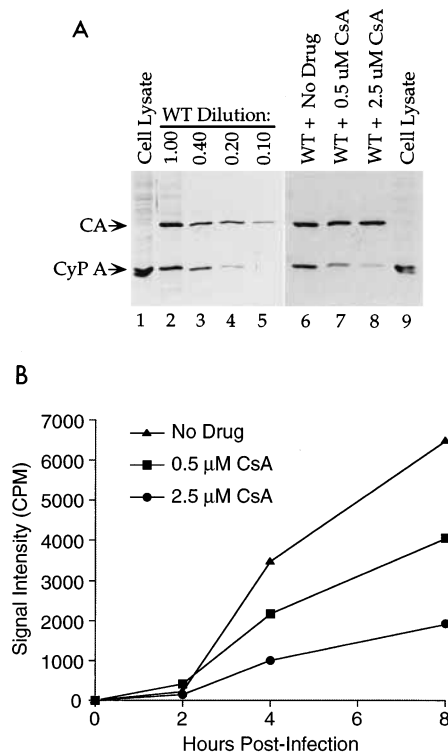 A
Cell Lysate
WT Dilution:
1.00
0.40
0.20
0.10
WT + No Drug
WT + 0.5 uM CsA
WT + 2.5 uM CsA
Cell Lysate
CA
CyP A
1 2 3 4 5 6 7 8 9
B
7000
6000
5000
4000
3000
2000
1000
0
Signal Intensity (CPM)
No Drug
0.5 μM CsA
2.5 μM CsA
0 2 4 8
Hours Post-Infection